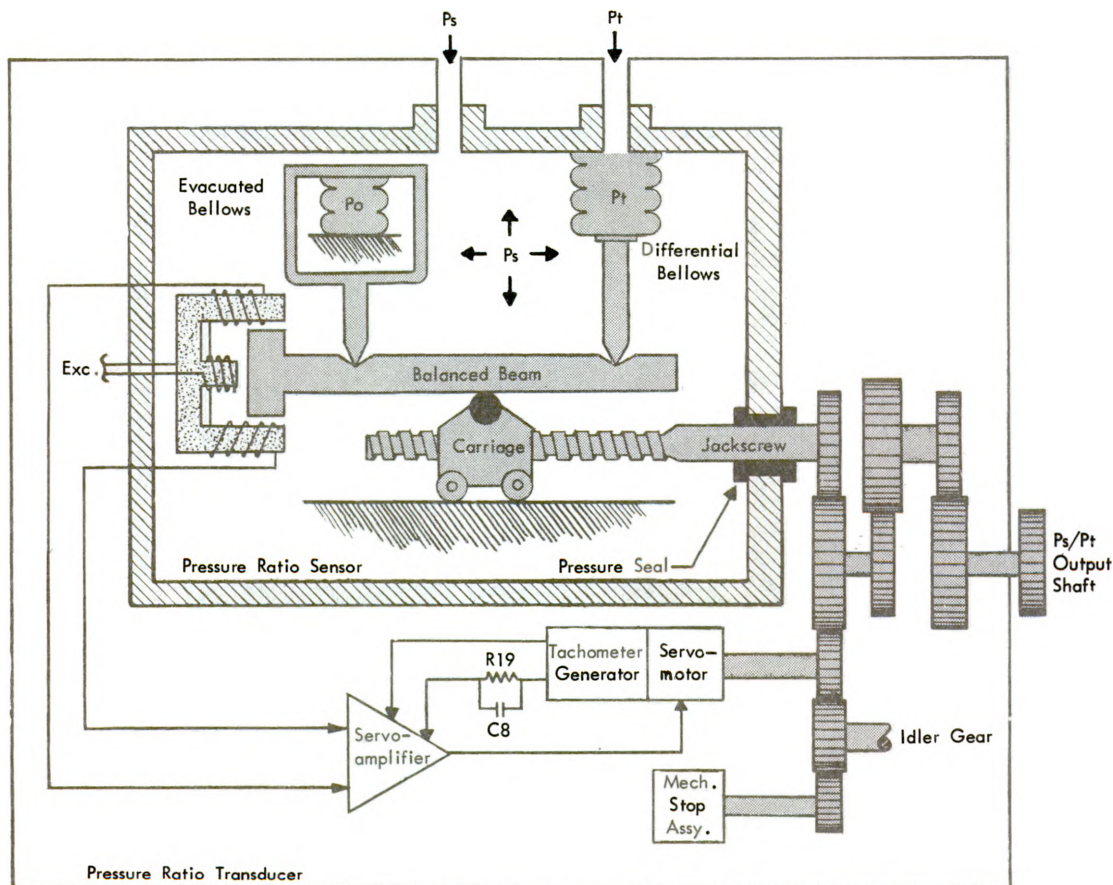 Ps
Pt
Evacuated
Bellows
Po
Pt
Ps
Differential
Bellows
Exc.
Balanced Beam
Carriage
Jackscrew
Pressure Ratio Sensor
Pressure Seal
Ps/Pt
Output
Shaft
Tachometer
Generator
Servo-
motor
R19
C8
Servo-
amplifier
Idler Gear
Mech.
Stop
Assy.
Pressure Ratio Transducer